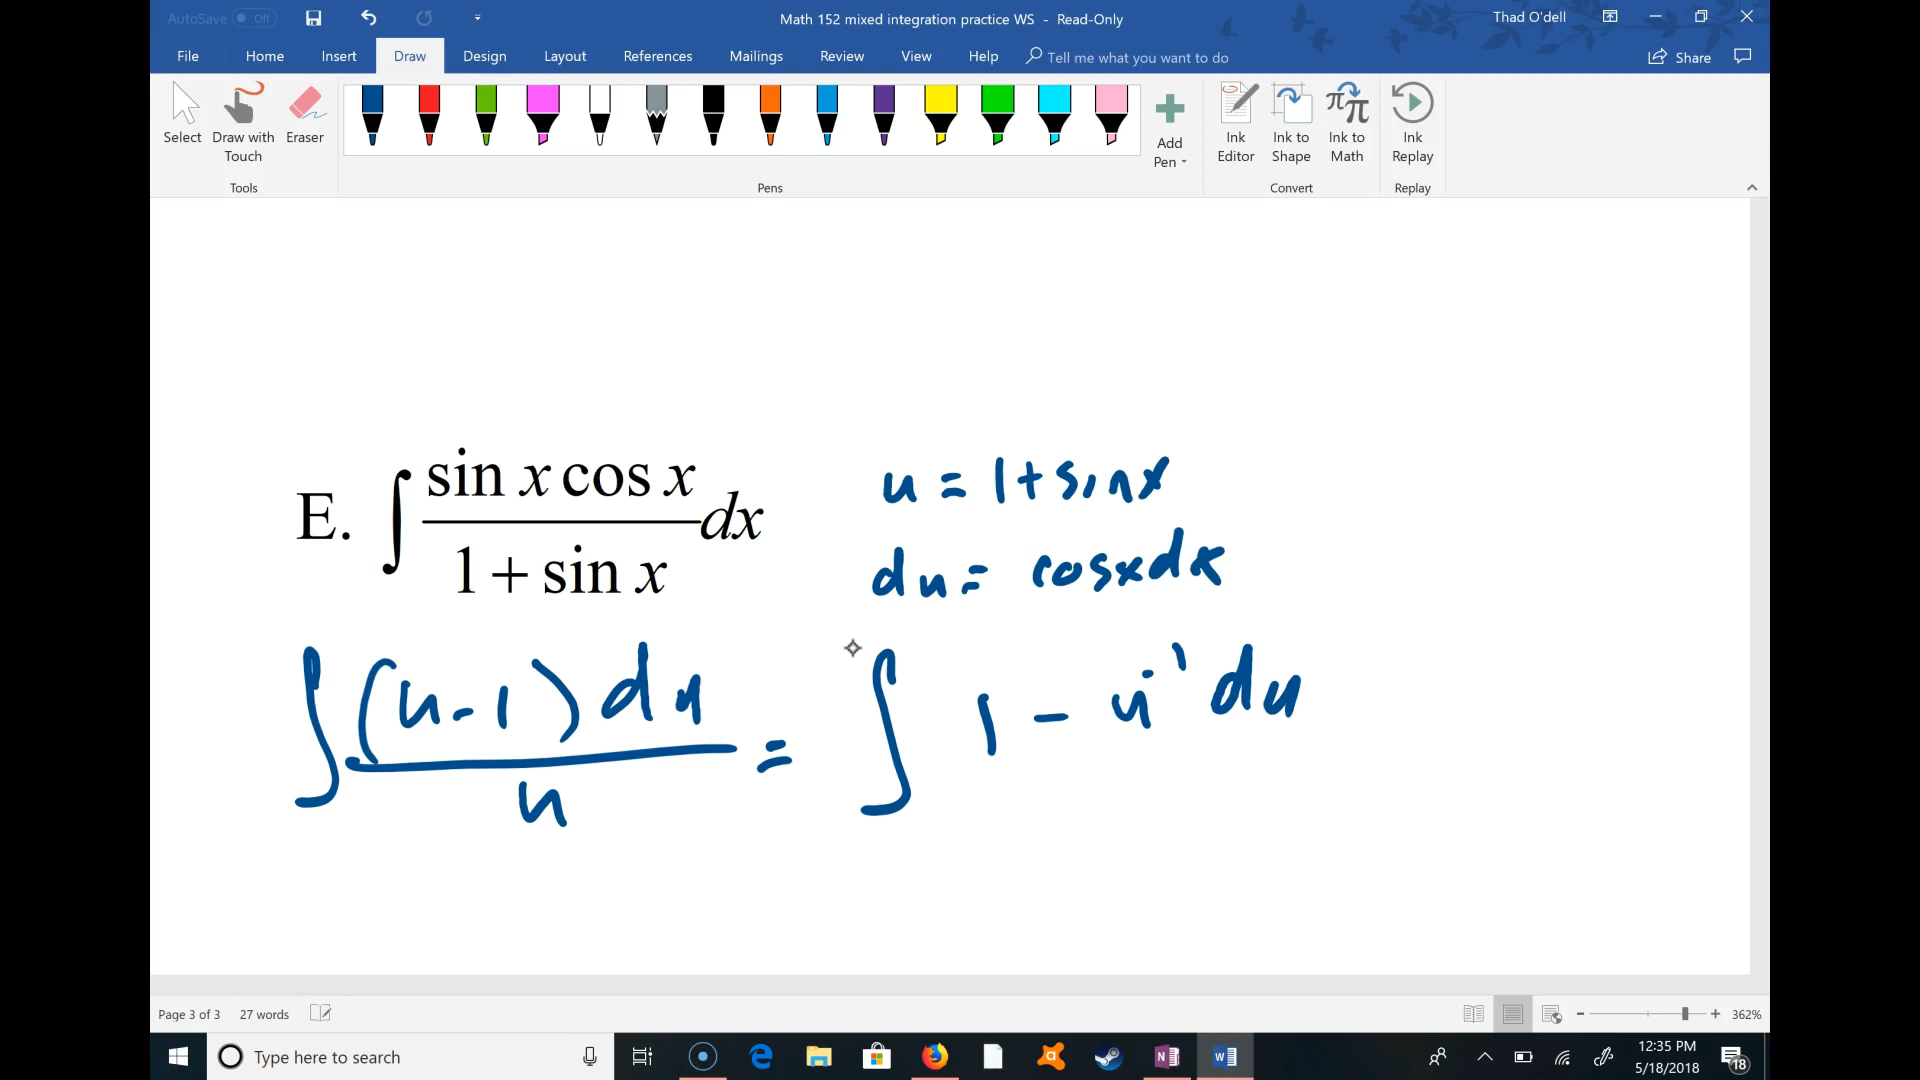 AutoSave Off
Math 152 mixed integration practice WS - Read-Only
Thad O'dell
File Home Insert Draw Design Layout References Mailings Review View Help Tell me what you want to do
Share
Select Draw with Touch Eraser
Add Pen
Ink Editor Ink to Shape Ink to Math Ink Replay
ππ
Tools Pens Convert Replay
E. ∫ (sin x cos x)/(1 + sin x) dx
u = 1 + sin x
du = cos x dx
∫ (u - 1) du / u = ∫ 1 - u⁻¹ du
Page 3 of 3 27 words 362%
Type here to search
N W
12:35 PM
5/18/2018
18